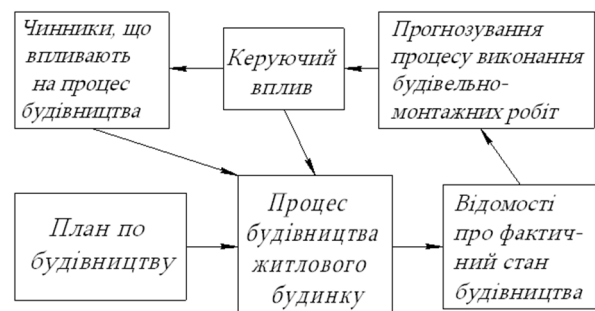 Чинники, що
впливають
на процес
будівництва
Керуючий
вплив
Прогнозування
процесу виконання
будівельно-
монтажних робіт
План по
будівництву
Процес
будівництва
житлового
будинку
Відомості
про фактич-
ний стан
будівництва